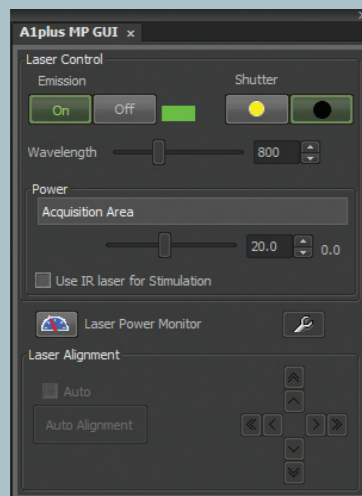 A1plus MP GUI ×
Laser Control
Emission Shutter
On Off
Wavelength 800
Power
Acquisition Area
20.0 0.0
Use IR laser for Stimulation
Laser Power Monitor
Laser Alignment
Auto
Auto Alignment